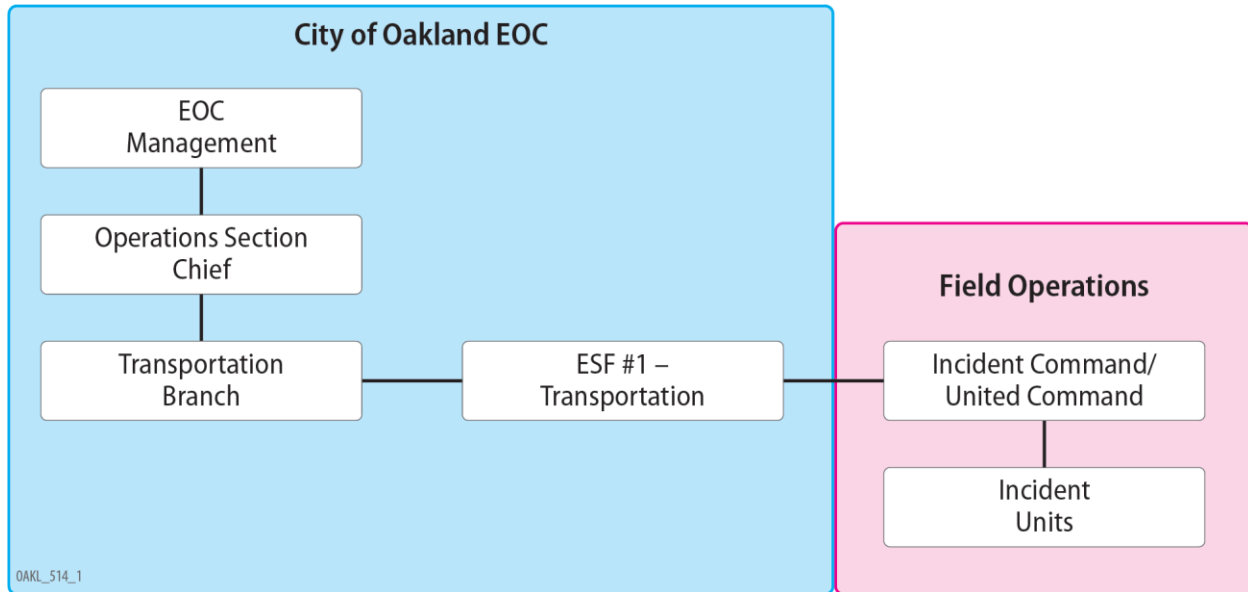 City of Oakland EOC
EOC
Management
Operations Section
Chief
Transportation
Branch
ESF #1 –
Transportation
Field Operations
Incident Command/
United Command
Incident
Units
OAKL_514_1